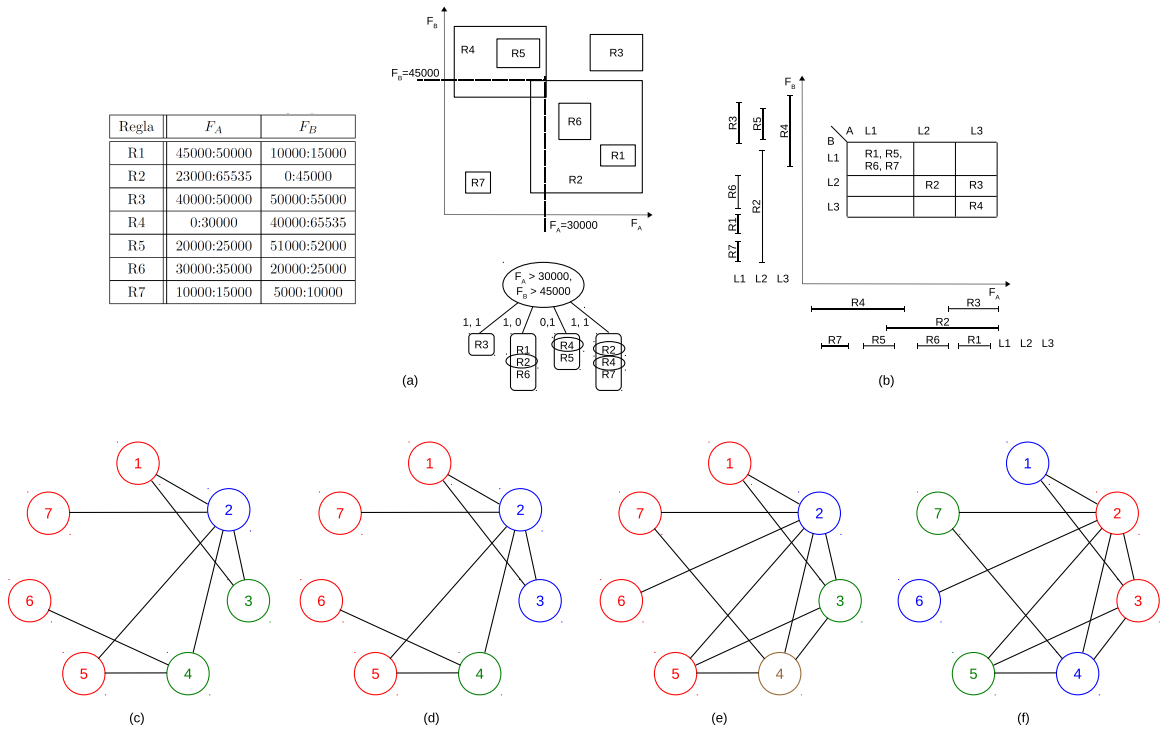 Regla F_A F_B
R1 45000:50000 10000:15000
R2 23000:65535 0:45000
R3 40000:50000 50000:55000
R4 0:30000 40000:65535
R5 20000:25000 51000:52000
R6 30000:35000 20000:25000
R7 10000:15000 5000:10000
F_B
R4 R5 R3
F_B=45000
R6
R1
R7 R2
F_A=30000 F_A
F_A > 30000,
F_B > 45000
1, 1 1, 0 0,1 1, 1
R3
R1
R2
R6
R4
R5
R2
R4
R7
(a)
F_B
R3 R5 R4
R6 R2
R1
R7
L1 L2 L3
A L1 L2 L3
B
L1 R1, R5,
R6, R7
L2 R2 R3
L3 R4
F_A
R4 R3
R2
R7 R5 R6 R1 L1 L2 L3
(b)
1
2
7
6
3
5
4
(c)
1
2
7
6
3
5
4
(d)
1
7
2
6
3
5
4
(e)
1
7
2
6
3
5
4
(f)